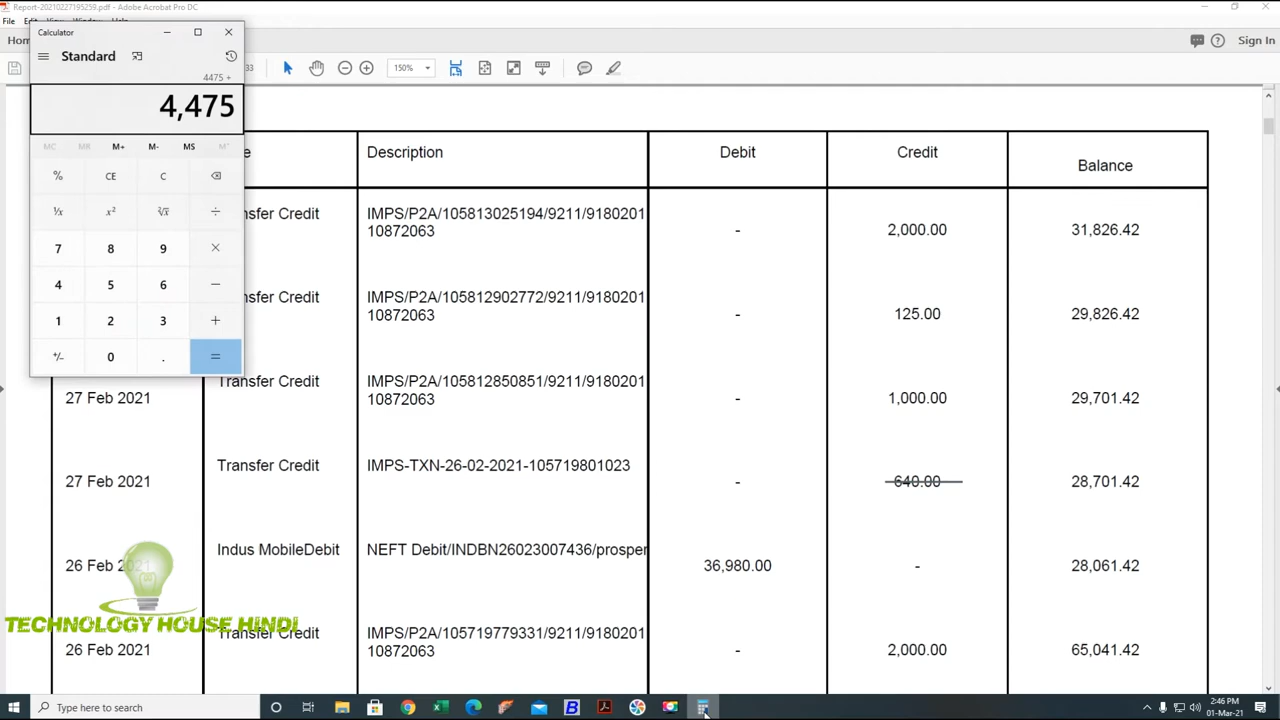 Report-20210227195259.pdf - Adobe Acrobat Pro DC
File Edit View Window Help
Hom
Sign In
33
150%
Calculator
Standard
4475 +
4,475
MC MR M+ M- MS M˅
% CE C
¹/x x² ²√x ÷
7 8 9 ×
4 5 6 −
1 2 3 +
+/− 0 . =
e Description Debit Credit Balance
nsfer Credit IMPS/P2A/105813025194/9211/9180201
10872063 - 2,000.00 31,826.42
nsfer Credit IMPS/P2A/105812902772/9211/9180201
10872063 - 125.00 29,826.42
Transfer Credit IMPS/P2A/105812850851/9211/9180201
27 Feb 2021 10872063 - 1,000.00 29,701.42
Transfer Credit IMPS-TXN-26-02-2021-105719801023
27 Feb 2021 - 640.00 28,701.42
Indus MobileDebit NEFT Debit/INDBN26023007436/prosper
26 Feb 2021 36,980.00 - 28,061.42
TECHNOLOGY HOUSE HINDI
Transfer Credit IMPS/P2A/105719779331/9211/9180201
26 Feb 2021 10872063 - 2,000.00 65,041.42
Type here to search
2:46 PM
01-Mar-21